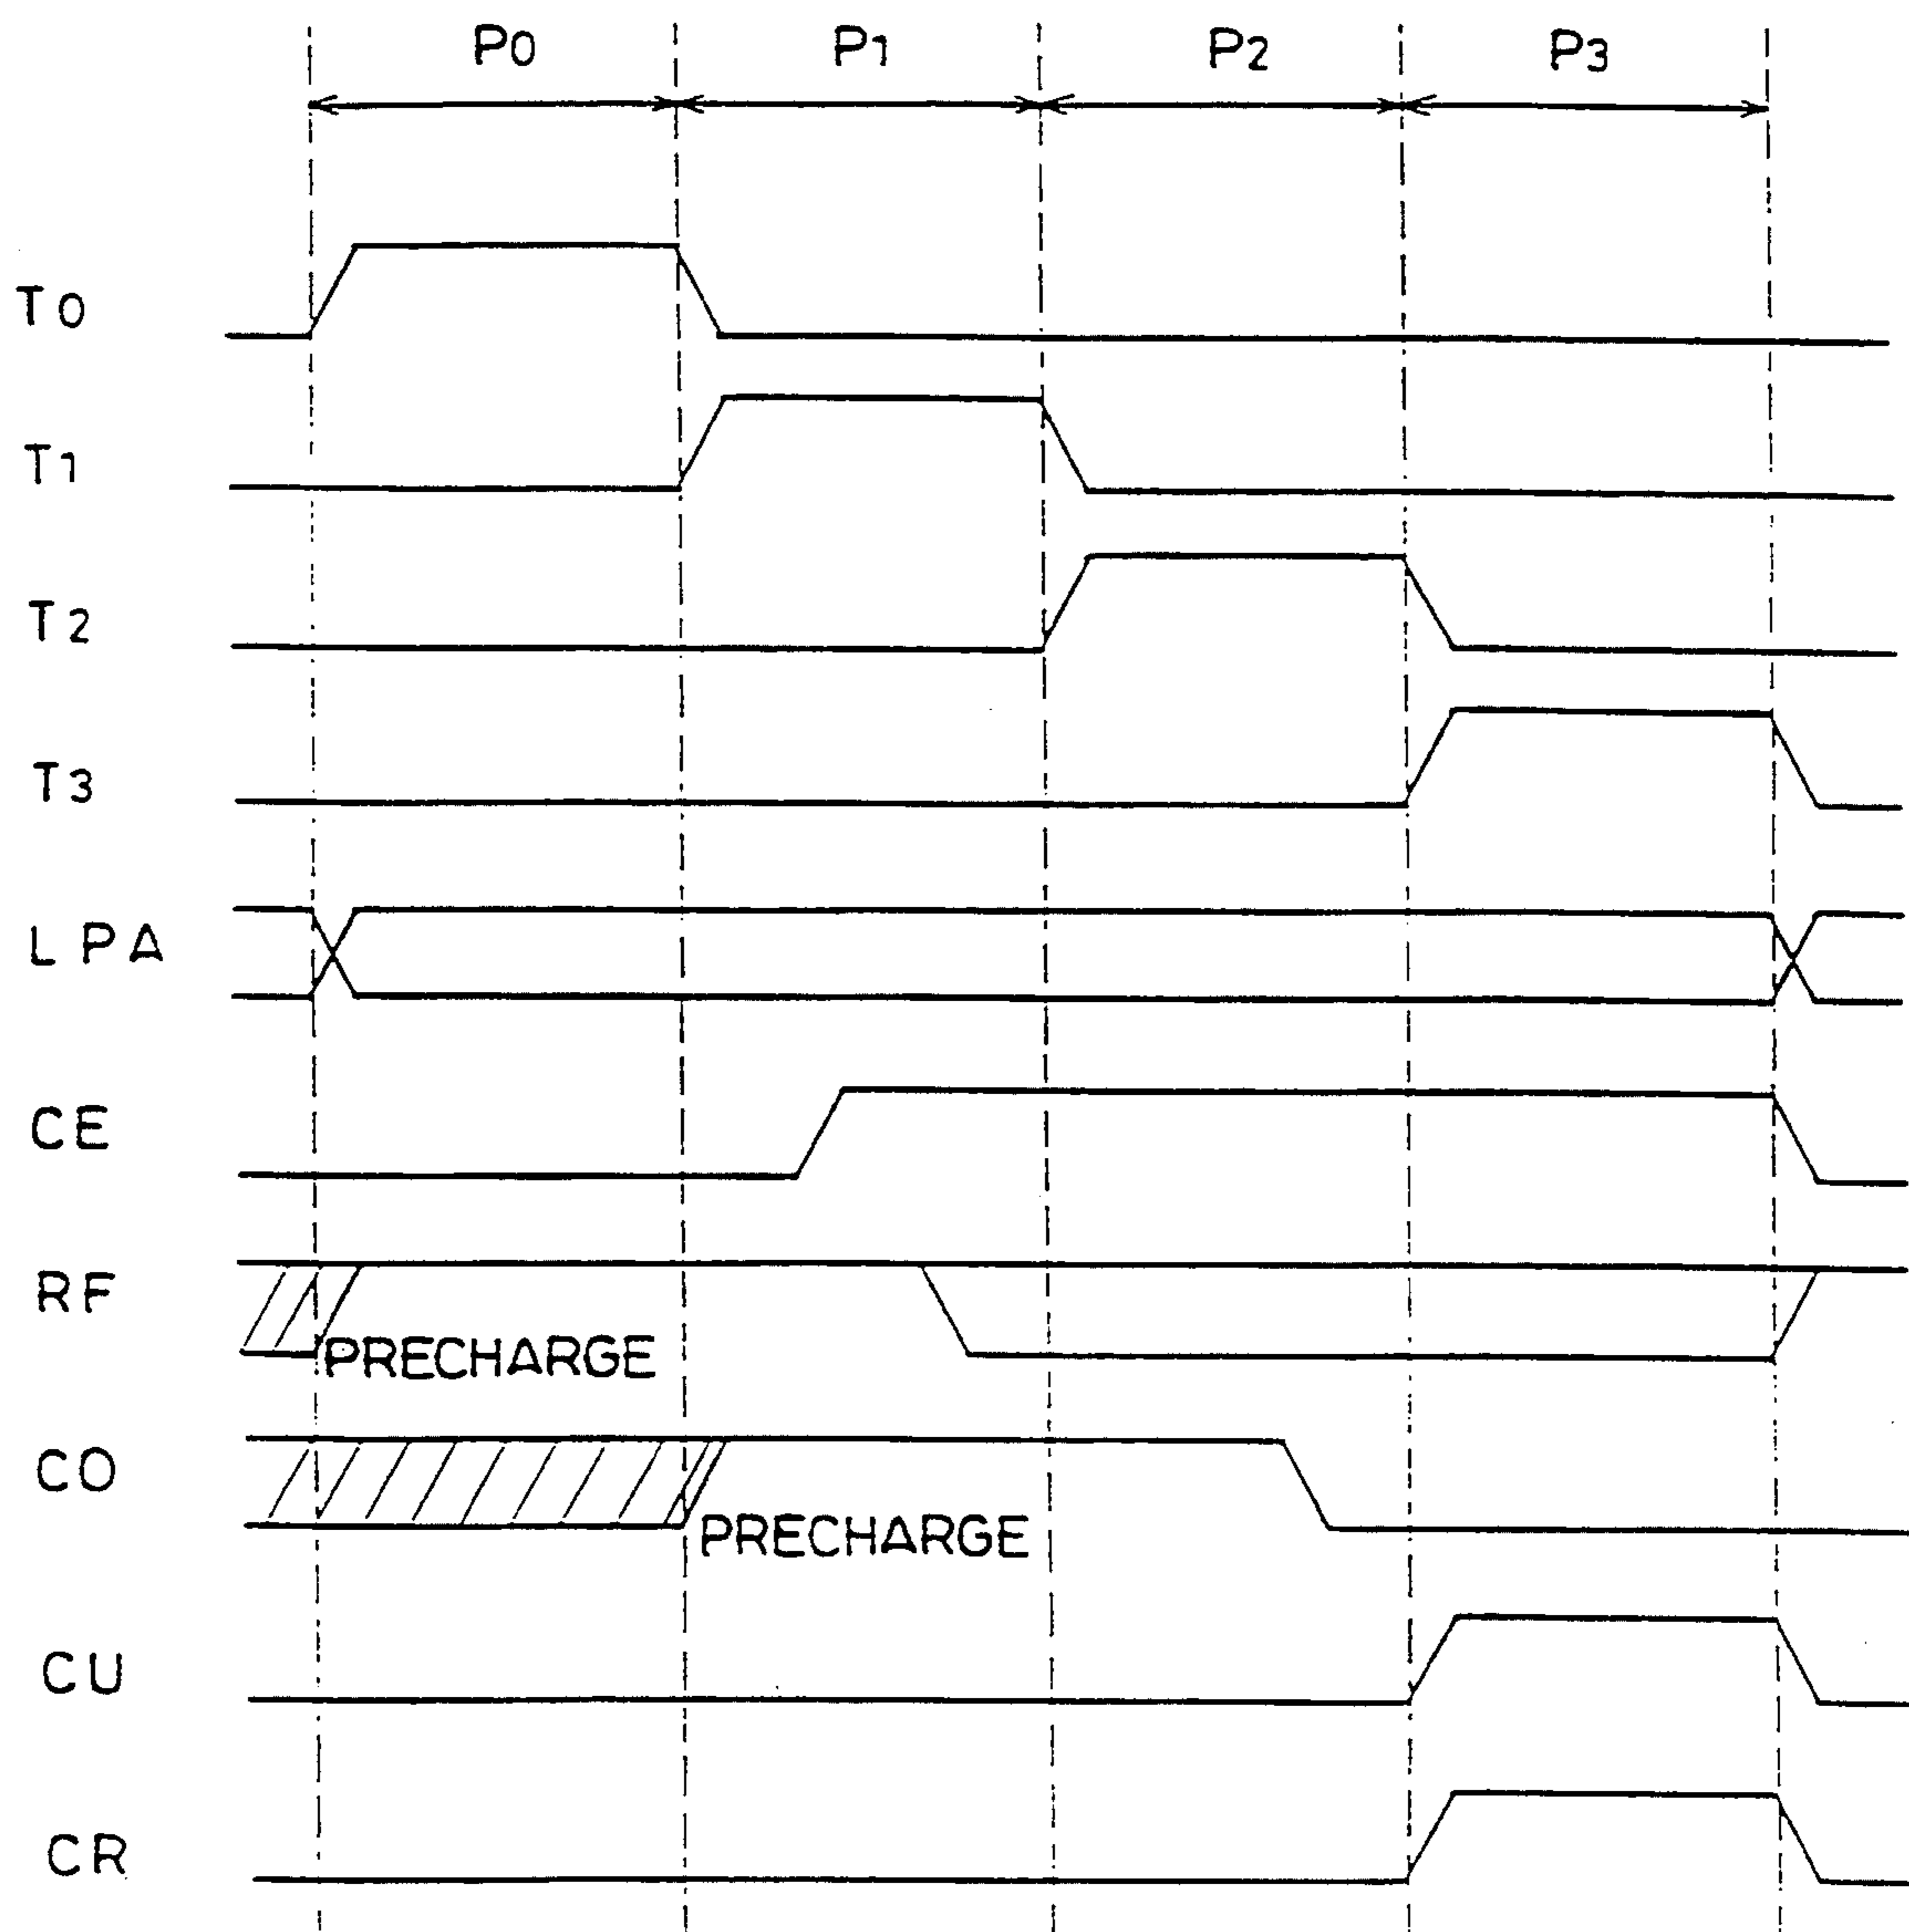 P0 P1 P2 P3
T0
T1
T2
T3
LPA
CE
RF
PRECHARGE
CO
PRECHARGE
CU
CR